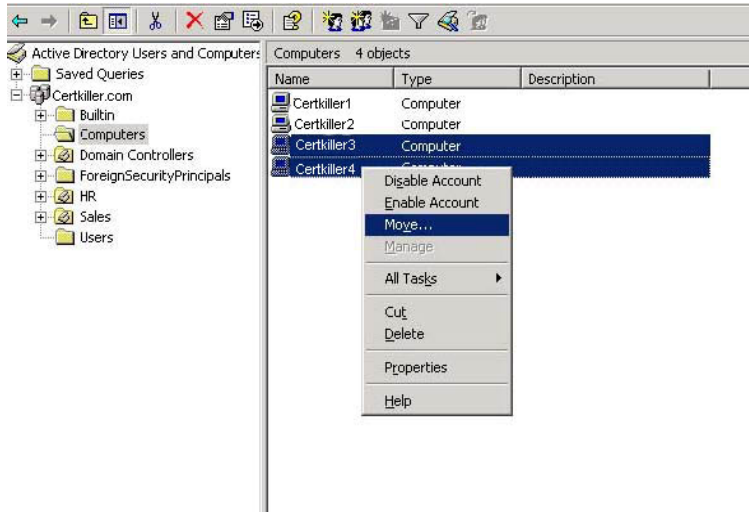 Active Directory Users and Computers
Saved Queries
Certkiller.com
Builtin
Computers
Domain Controllers
ForeignSecurityPrincipals
HR
Sales
Users
Computers 4 objects
Name Type Description
Certkiller1 Computer
Certkiller2 Computer
Certkiller3 Computer
Certkiller4 Computer
Disable Account
Enable Account
Move...
Manage
All Tasks
Cut
Delete
Properties
Help